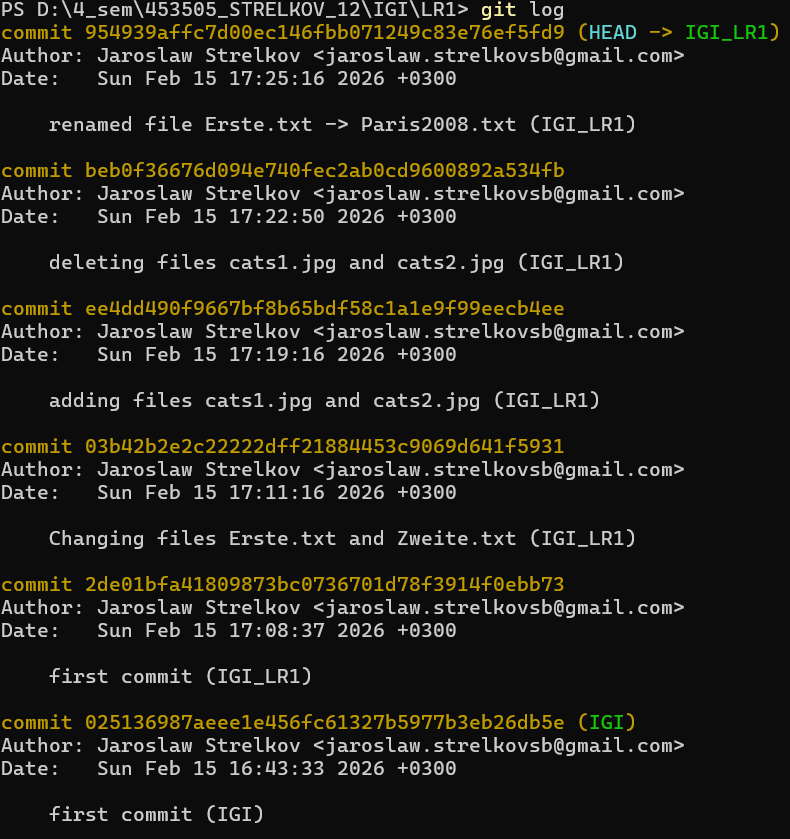 PS D:\4_sem\453505_STRELKOV_12\IGI\LR1> git log
commit 954939affc7d00ec146fbb071249c83e76ef5fd9 (HEAD -> IGI_LR1)
Author: Jaroslaw Strelkov <jaroslaw.strelkovsb@gmail.com>
Date:   Sun Feb 15 17:25:16 2026 +0300
    renamed file Erste.txt -> Paris2008.txt (IGI_LR1)
commit beb0f36676d094e740fec2ab0cd9600892a534fb
Author: Jaroslaw Strelkov <jaroslaw.strelkovsb@gmail.com>
Date:   Sun Feb 15 17:22:50 2026 +0300
    deleting files cats1.jpg and cats2.jpg (IGI_LR1)
commit ee4dd490f9667bf8b65bdf58c1a1e9f99eecb4ee
Author: Jaroslaw Strelkov <jaroslaw.strelkovsb@gmail.com>
Date:   Sun Feb 15 17:19:16 2026 +0300
    adding files cats1.jpg and cats2.jpg (IGI_LR1)
commit 03b42b2e2c22222dff21884453c9069d641f5931
Author: Jaroslaw Strelkov <jaroslaw.strelkovsb@gmail.com>
Date:   Sun Feb 15 17:11:16 2026 +0300
    Changing files Erste.txt and Zweite.txt (IGI_LR1)
commit 2de01bfa41809873bc0736701d78f3914f0ebb73
Author: Jaroslaw Strelkov <jaroslaw.strelkovsb@gmail.com>
Date:   Sun Feb 15 17:08:37 2026 +0300
    first commit (IGI_LR1)
commit 025136987aeee1e456fc61327b5977b3eb26db5e (IGI)
Author: Jaroslaw Strelkov <jaroslaw.strelkovsb@gmail.com>
Date:   Sun Feb 15 16:43:33 2026 +0300
    first commit (IGI)